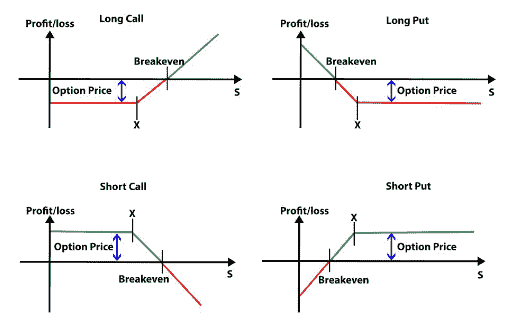 Long Call
Profit/loss
Breakeven
Option Price
S
X
Long Put
Profit/loss
Breakeven
Option Price
S
X
Short Call
Profit/loss
X
Option Price
Breakeven
S
Short Put
Profit/loss
X
Option Price
Breakeven
S